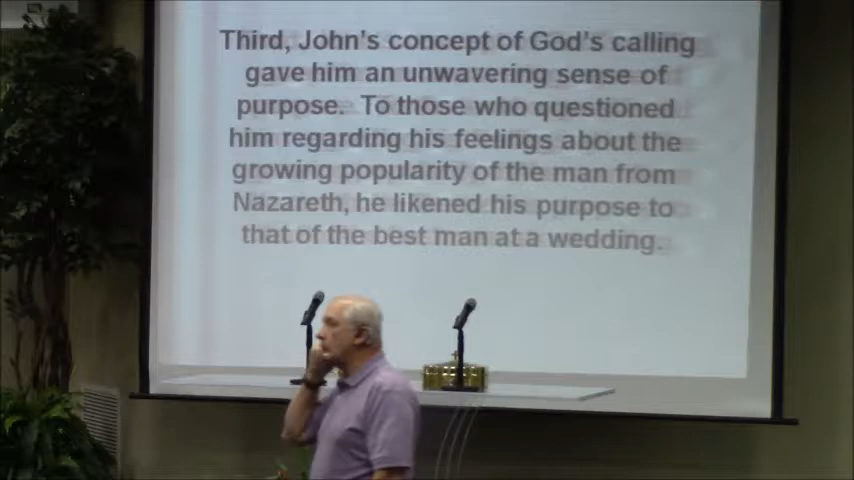 Third, John's concept of God's calling
gave him an unwavering sense of
purpose. To those who questioned
him regarding his feelings about the
growing popularity of the man from
Nazareth, he likened his purpose to
that of the best man at a wedding.